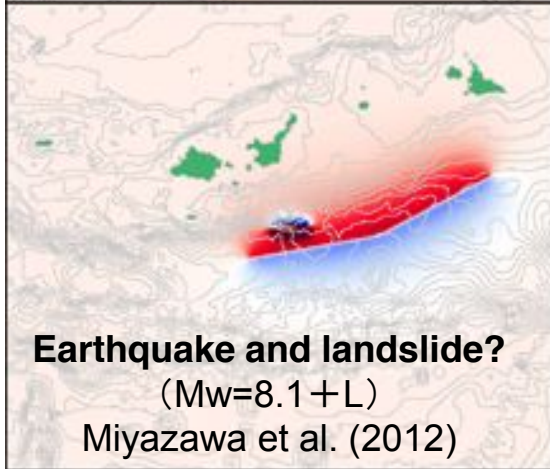 Earthquake and landslide?
（Mw=8.1＋L）
Miyazawa et al. (2012)